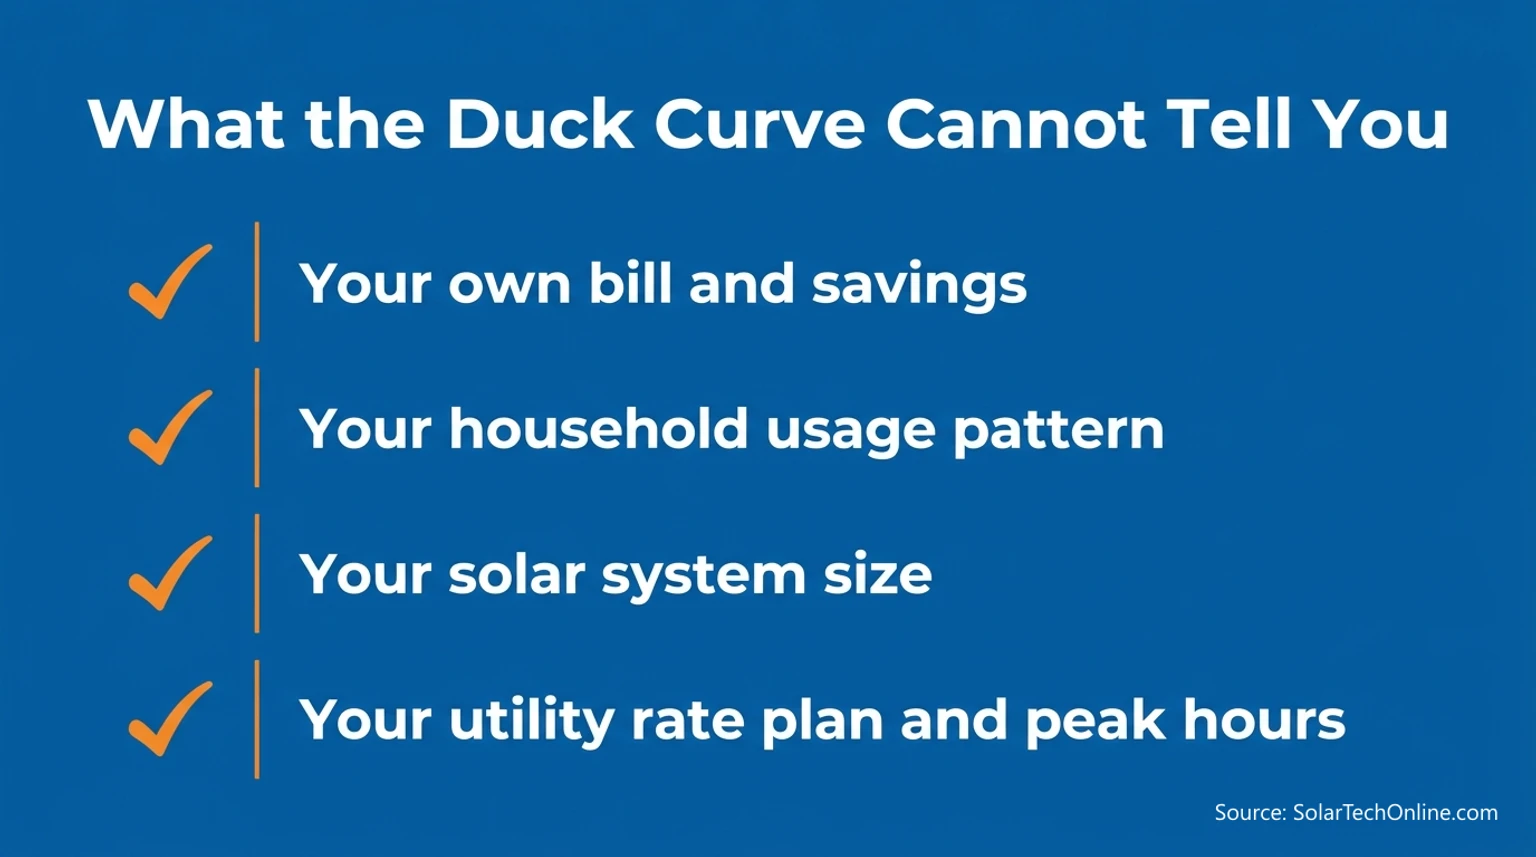 What the Duck Curve Cannot Tell You
Your own bill and savings
Your household usage pattern
Your solar system size
Your utility rate plan and peak hours
Source: SolarTechOnline.com